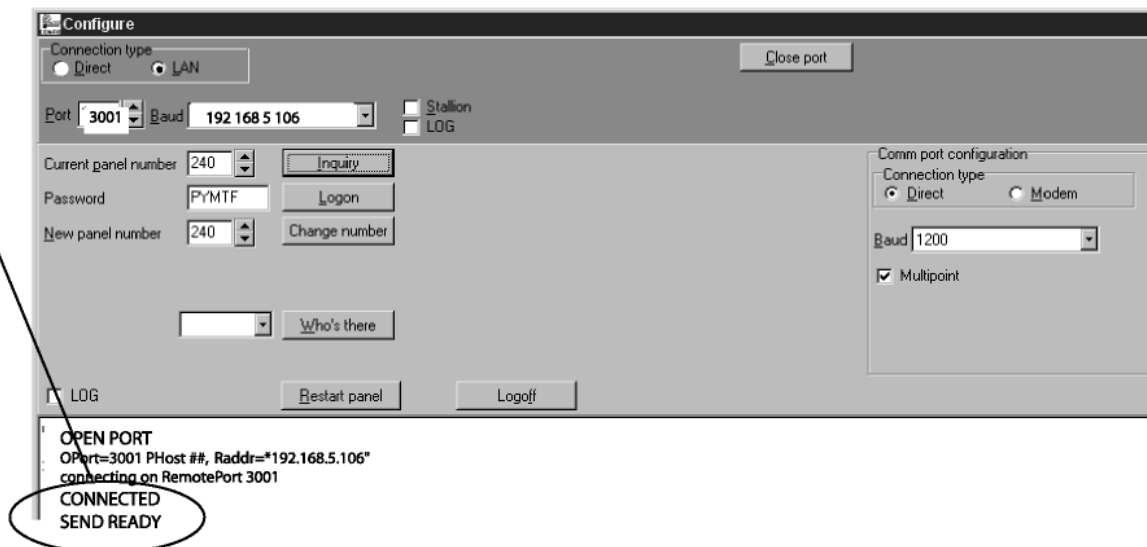 Configure
Connection type
Direct LAN
Close port
Port 3001 Baud 192 168 5 106
Stallion
LOG
Current panel number 240 Inquiry
Password PYMTF Logon
New panel number 240 Change number
Who's there
LOG Restart panel Logoff
Comm port configuration
Connection type
Direct Modem
Baud 1200
Multipoint
OPEN PORT
OPort=3001 PHost ##, Raddr=*192.168.5.106"
connecting on RemotePort 3001
CONNECTED
SEND READY